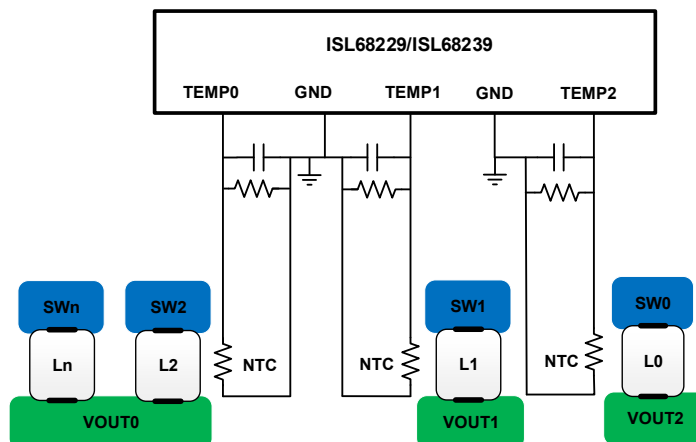 ISL68229/ISL68239
TEMP0 GND TEMP1 GND TEMP2
SWn SW2 SW1 SW0
Ln L2 NTC NTC L1 NTC L0
VOUT0 VOUT1 VOUT2